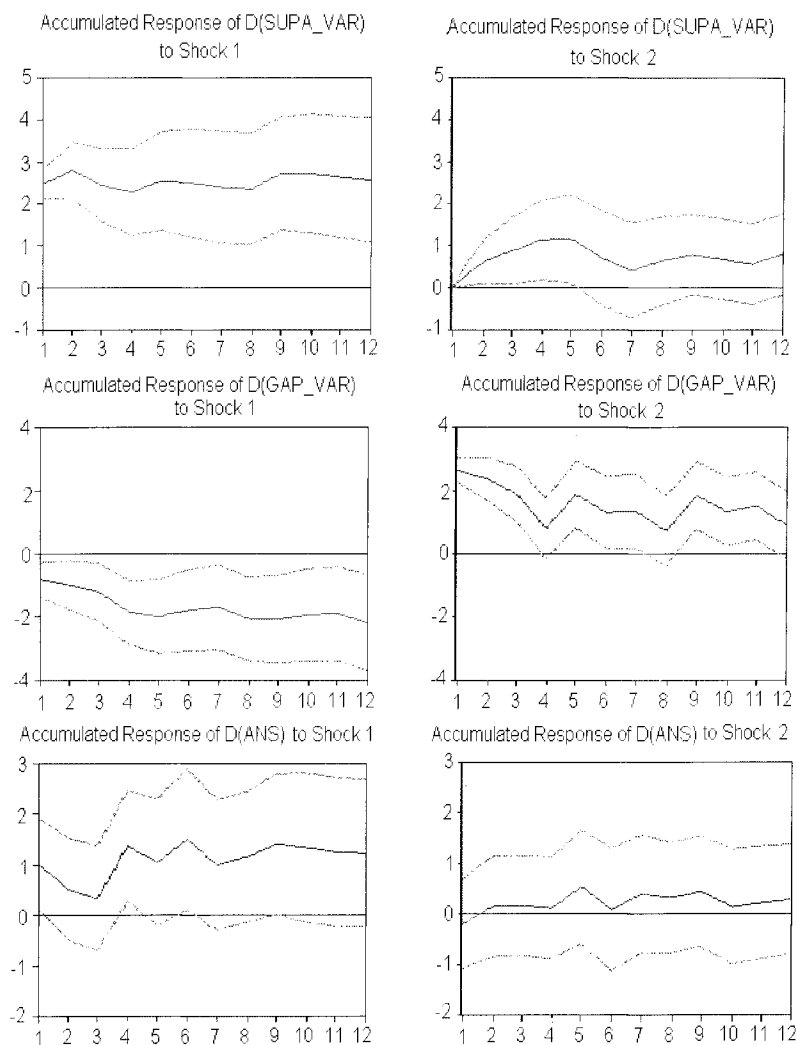 Accumulated Response of D(SUPA_VAR)
to Shock 1
5
4
3
2
1
0
-1
1 2 3 4 5 6 7 8 9 10 11 12
Accumulated Response of D(SUPA_VAR)
to Shock 2
5
4
3
2
1
0
-1
1 2 3 4 5 6 7 8 9 10 11 12
Accumulated Response of D(GAP_VAR)
to Shock 1
4
2
0
-2
-4
1 2 3 4 5 6 7 8 9 10 11 12
Accumulated Response of D(GAP_VAR)
to Shock 2
4
2
0
-2
-4
1 2 3 4 5 6 7 8 9 10 11 12
Accumulated Response of D(ANS) to Shock 1
3
2
1
0
-1
-2
1 2 3 4 5 6 7 8 9 10 11 12
Accumulated Response of D(ANS) to Shock 2
3
2
1
0
-1
-2
1 2 3 4 5 6 7 8 9 10 11 12